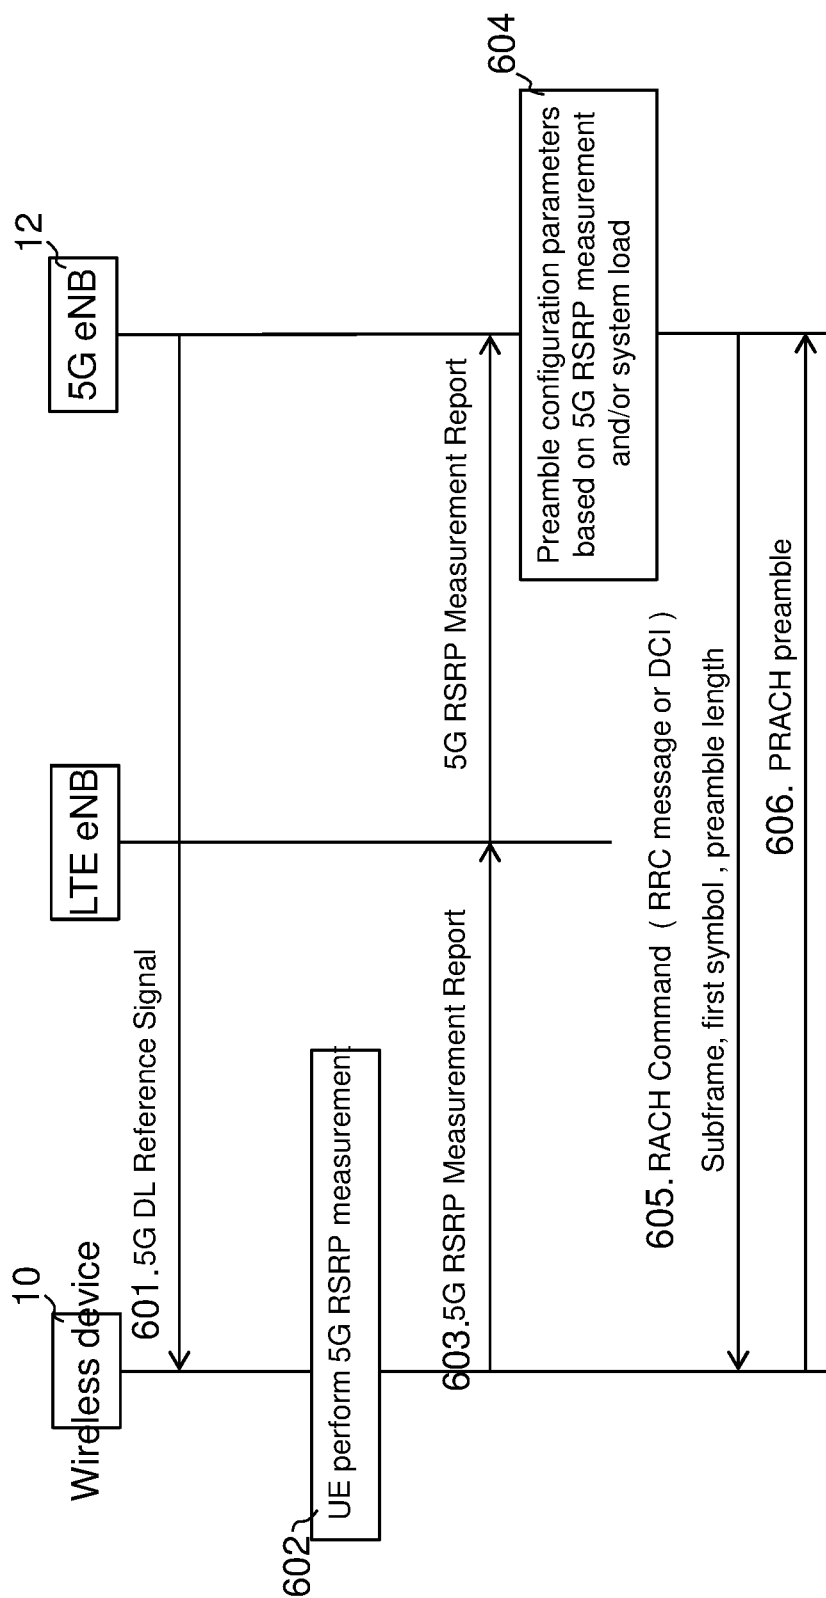 10
Wireless device
LTE eNB
12
5G eNB
601. 5G DL Reference Signal
602
UE perform 5G RSRP measurement
603. 5G RSRP Measurement Report
5G RSRP Measurement Report
604
Preamble configuration parameters
based on 5G RSRP measurement
and/or system load
605. RACH Command ( RRC message or DCI )
Subframe, first symbol , preamble length
606. PRACH preamble